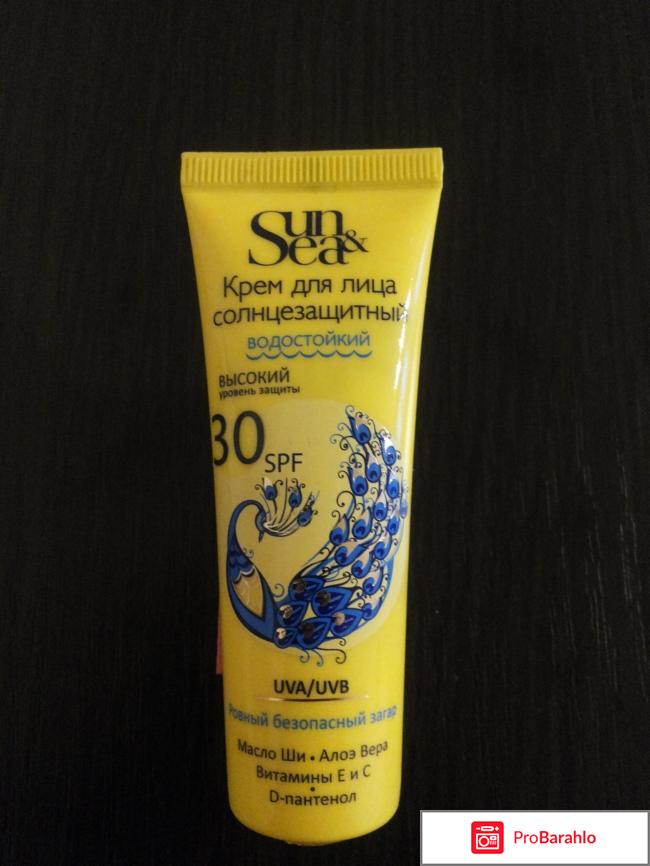 Sun &
Sea
Крем для лица
солнцезащитный
водостойкий
ВЫСОКИЙ
уровень защиты
30
SPF
UVA/UVB
Ровный безопасный загар
Масло Ши • Алоэ Вера
Витамины Е и С
•
D-пантенол
ProBarahlo